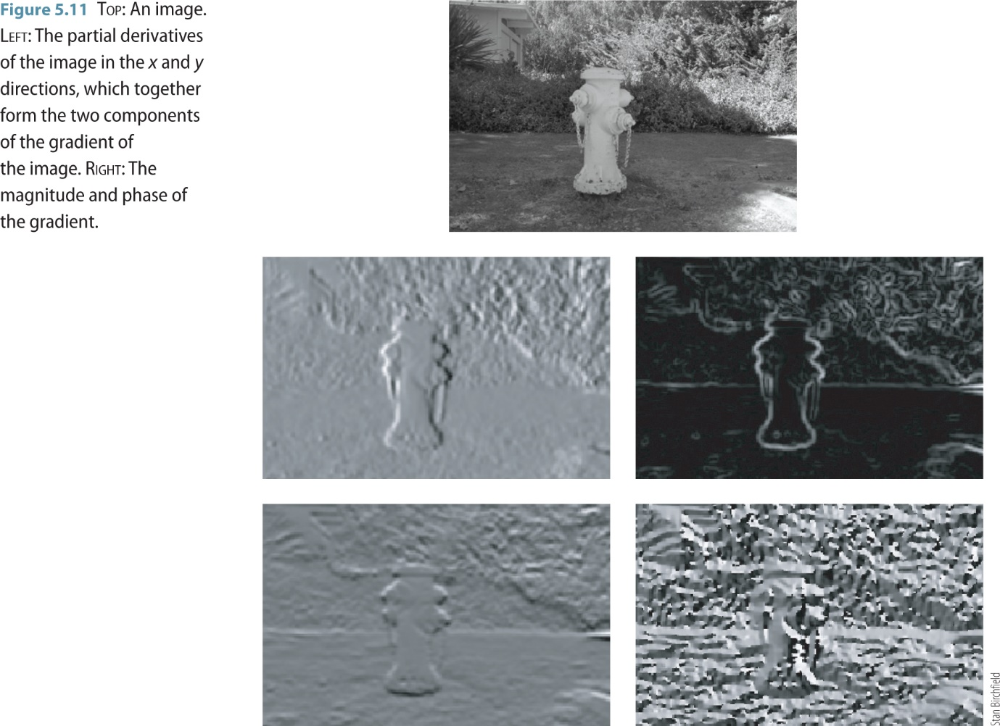 Figure 5.11 Top: An image.
Left: The partial derivatives
of the image in the x and y
directions, which together
form the two components
of the gradient of
the image. Right: The
magnitude and phase of
the gradient.
Stan Birchfield